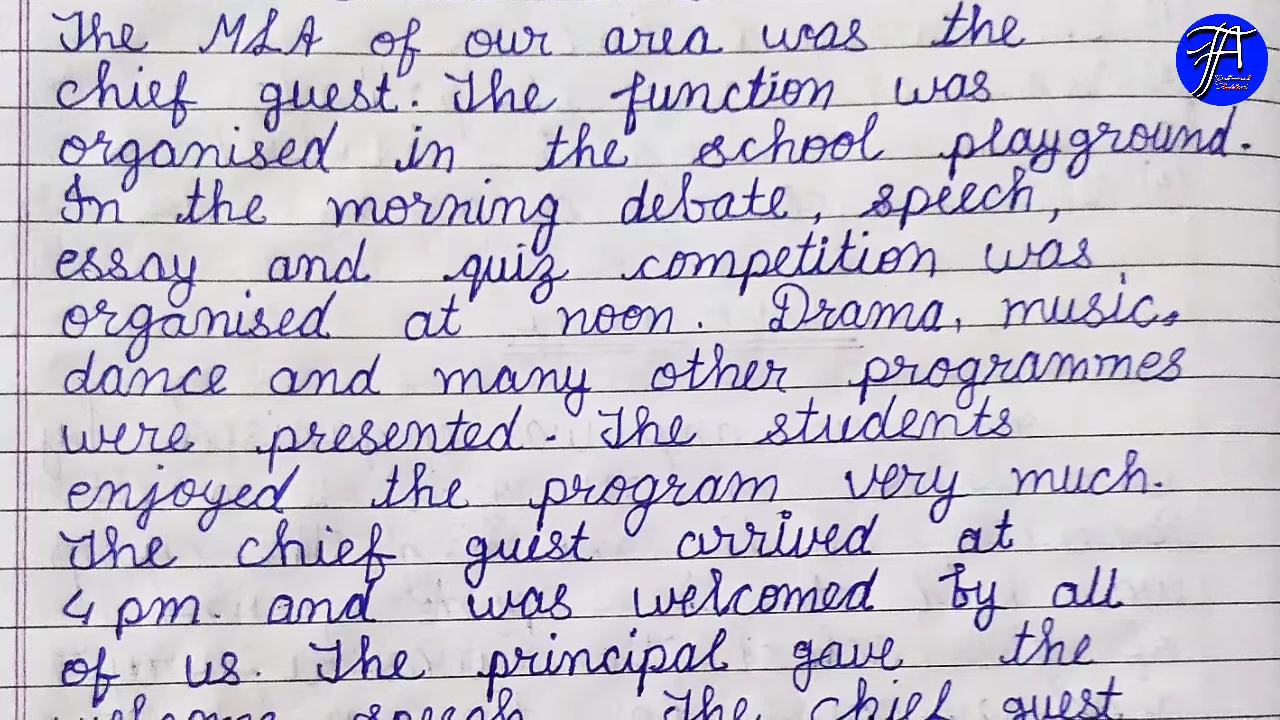 The MLA of our area was the
chief guest. The function was
organised in the school playground.
In the morning debate, speech,
essay and quiz competition was
organised at noon. Drama, music,
dance and many other programmes
were presented. The students
enjoyed the program very much.
The chief guest arrived at
4 pm. and was welcomed by all
of us. The principal gave the
welcome speech The chief guest